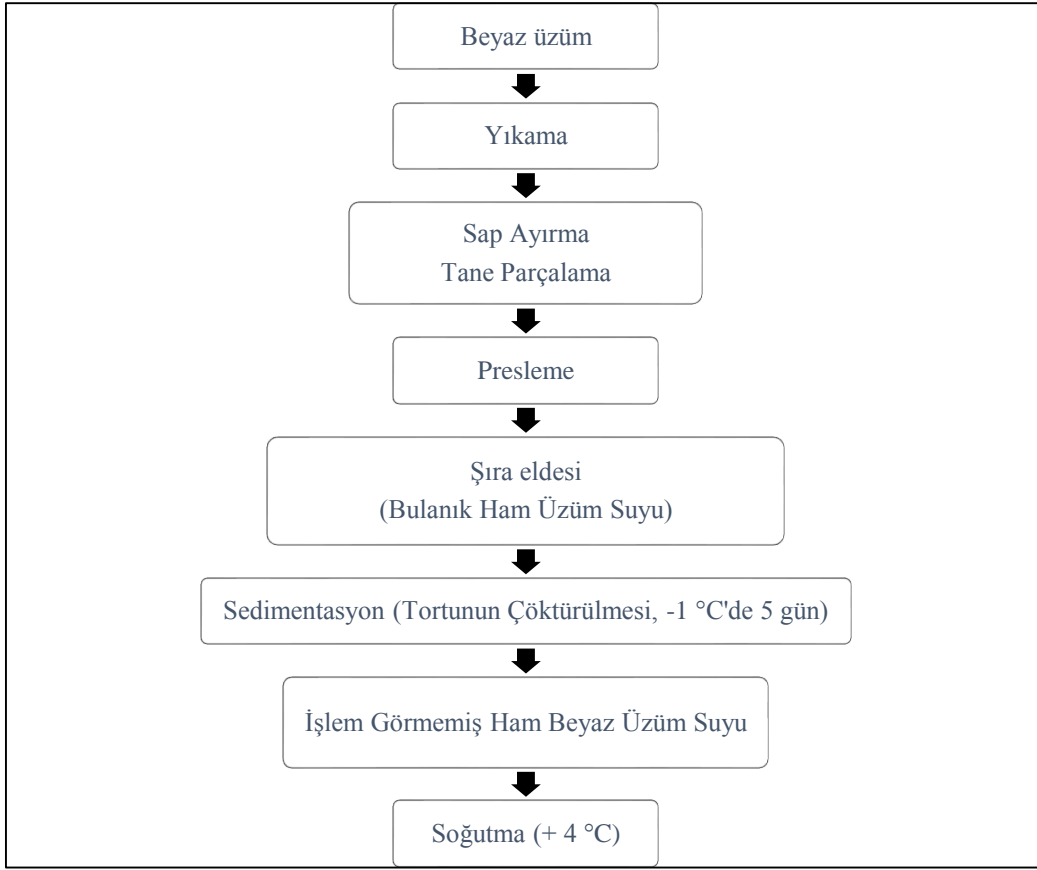 Beyaz üzüm
Yıkama
Sap Ayırma
Tane Parçalama
Presleme
Şıra eldesi
(Bulanık Ham Üzüm Suyu)
Sedimentasyon (Tortunun Çöktürülmesi, -1 °C'de 5 gün)
İşlem Görmemiş Ham Beyaz Üzüm Suyu
Soğutma (+ 4 °C)